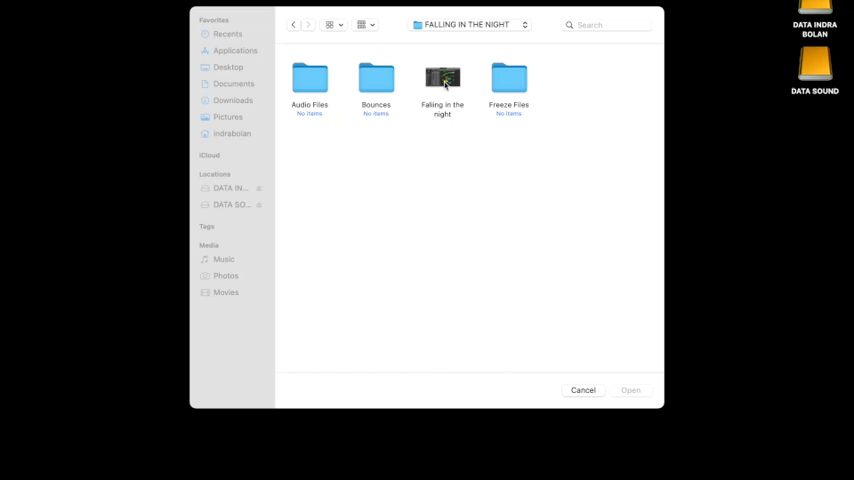 Favorites
Recents
Applications
Desktop
Documents
Downloads
Pictures
indrabolan
iCloud
Locations
DATA IN...
DATA SO...
Tags
Media
Music
Photos
Movies
FALLING IN THE NIGHT
Search
Audio Files
No items
Bounces
No items
Falling in the
night
Freeze Files
No items
Cancel
Open
DATA INDRA
BOLAN
DATA SOUND